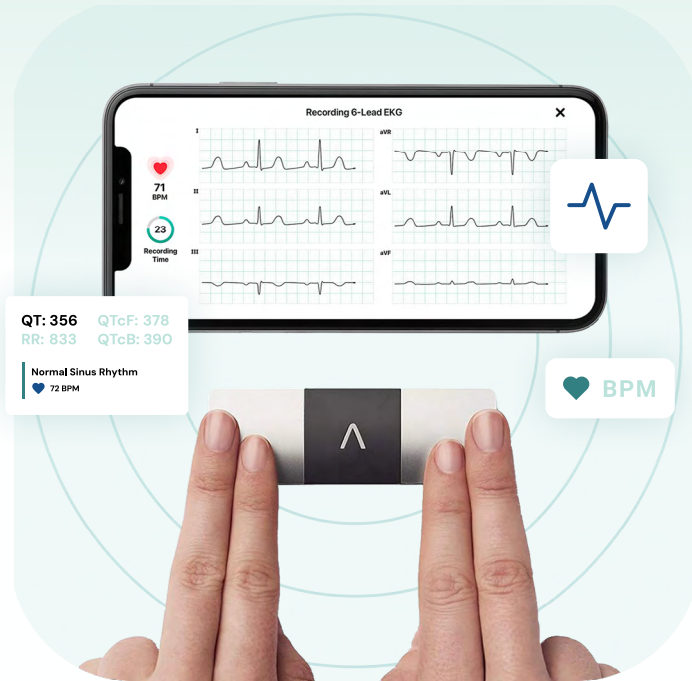 Recording 6-Lead EKG
I
aVR
71
BPM
II
aVL
23
Recording
Time
III
aVF
QT: 356 QTcF: 378
RR: 833 QTcB: 390
Normal Sinus Rhythm
72 BPM
BPM